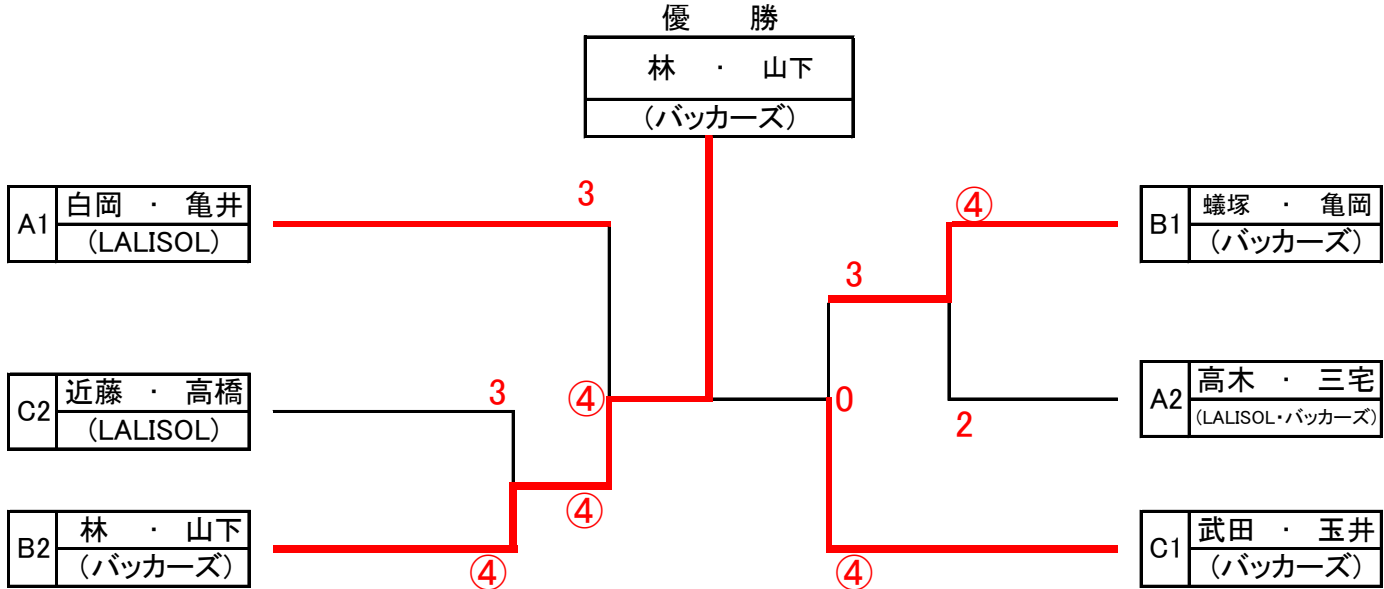 優 勝
林 ・ 山下
(バッカーズ)
A1
白岡 ・ 亀井
(LALISOL)
3
④
B1
蟻塚 ・ 亀岡
(バッカーズ)
3
C2
近藤 ・ 高橋
(LALISOL)
3
④
0
2
A2
高木 ・ 三宅
(LALISOL・バッカーズ)
④
B2
林 ・ 山下
(バッカーズ)
④
④
C1
武田 ・ 玉井
(バッカーズ)